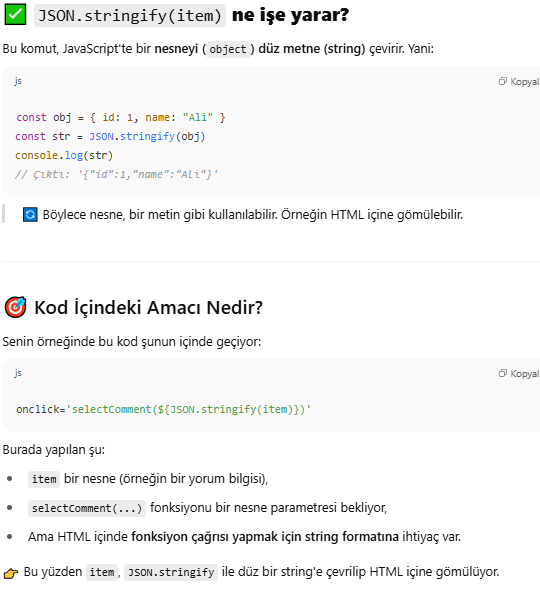 ✅ JSON.stringify(item) ne işe yarar?
Bu komut, JavaScript'te bir nesneyi ( object ) düz metne (string) çevirir. Yani:
js
Kopyala
const obj = { id: 1, name: "Ali" }
const str = JSON.stringify(obj)
console.log(str)
// Çıktı: '{"id":1,"name":"Ali"}'
🔄 Böylece nesne, bir metin gibi kullanılabilir. Örneğin HTML içine gömülebilir.
🎯 Kod İçindeki Amacı Nedir?
Senin örneğinde bu kod şunun içinde geçiyor:
js
Kopyala
onclick='selectComment(${JSON.stringify(item)})'
Burada yapılan şu:
• item bir nesne (örneğin bir yorum bilgisi),
• selectComment(...) fonksiyonu bir nesne parametresi bekliyor,
• Ama HTML içinde fonksiyon çağrısı yapmak için string formatına ihtiyaç var.
👉 Bu yüzden item , JSON.stringify ile düz bir string'e çevrilip HTML içine gömülüyor.